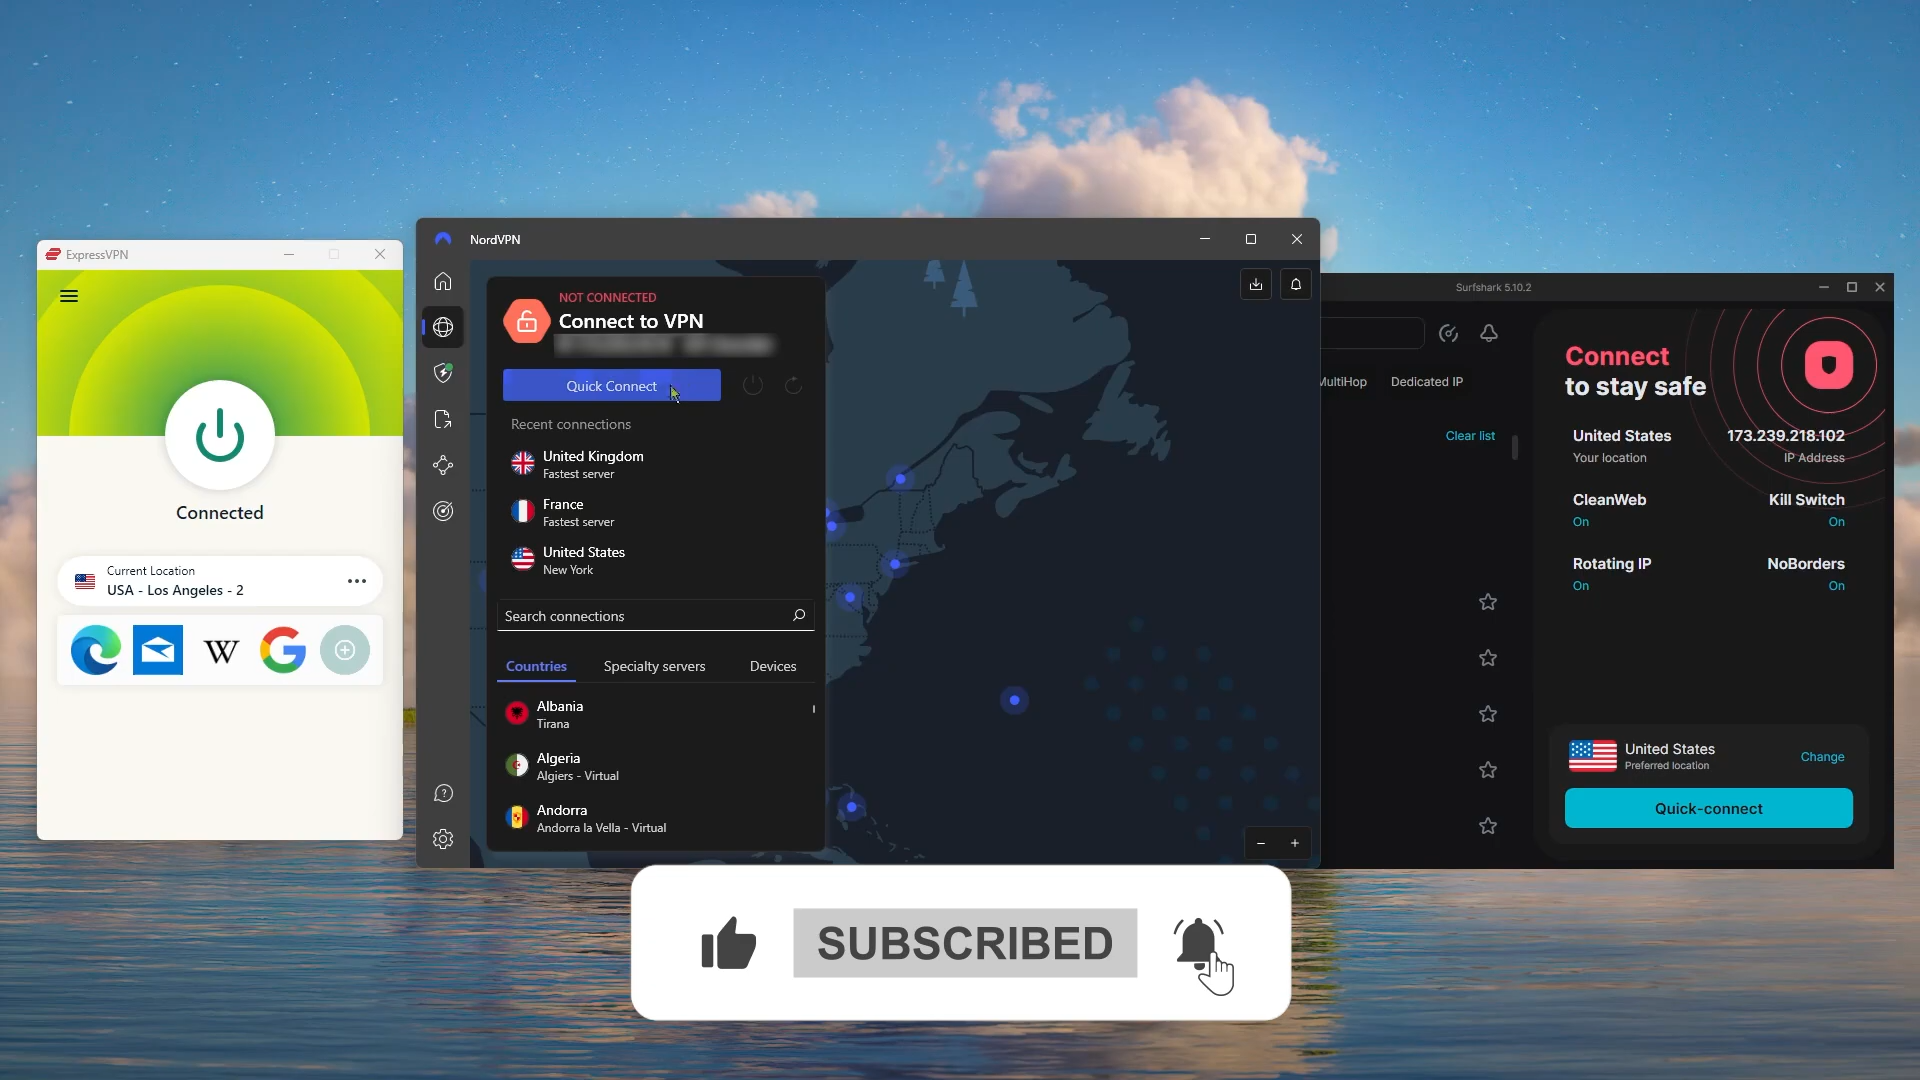 ExpressVPN
Connected
Current Location
USA - Los Angeles - 2
W
G
NordVPN
NOT CONNECTED
Connect to VPN
Quick Connect
Recent connections
United Kingdom
Fastest server
France
Fastest server
United States
New York
Search connections
Countries Specialty servers Devices
Albania
Tirana
Algeria
Algiers - Virtual
Andorra
Andorra la Vella - Virtual
Surfshark 5.10.2
MultiHop Dedicated IP
Clear list
Connect
to stay safe
United States 173.239.218.102
Your location IP Address
CleanWeb Kill Switch
On On
Rotating IP NoBorders
On On
United States
Preferred location
Change
Quick-connect
SUBSCRIBED